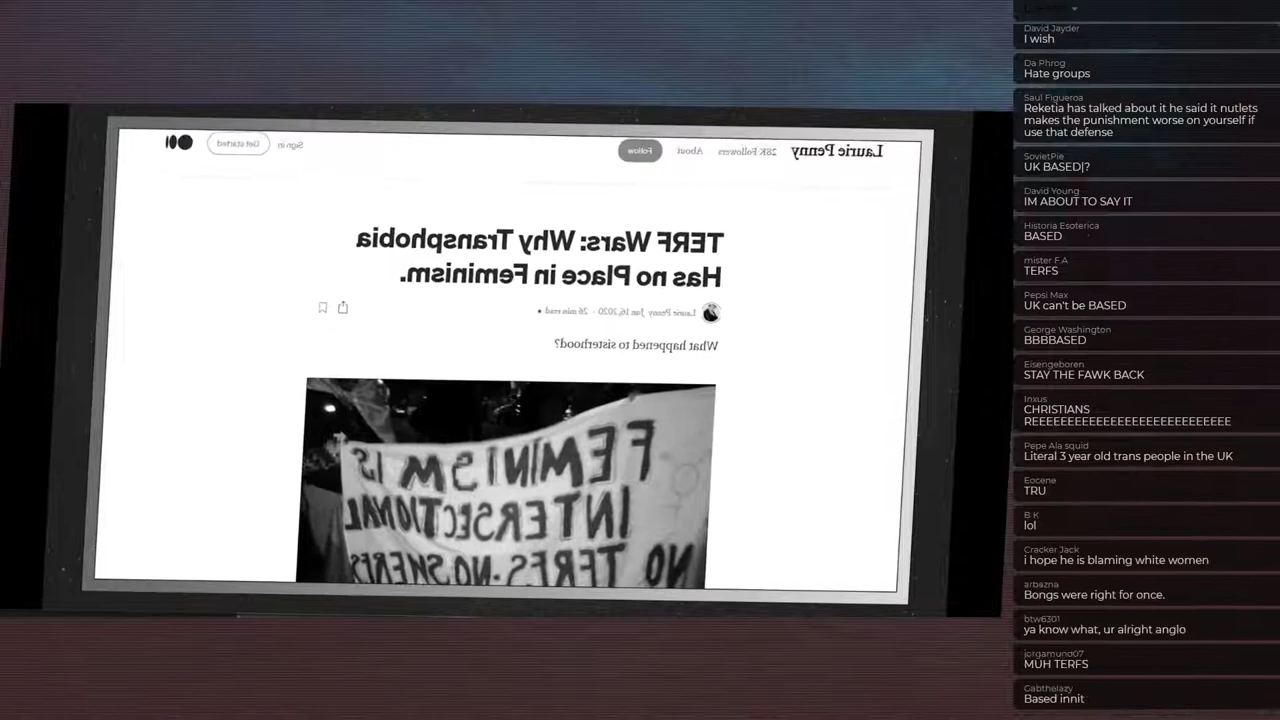 Laurie Penny 28K Followers About Follow Sign in Get started
TERF Wars: Why Transphobia
Has no Place in Feminism.
Laurie Penny Jan 16, 2020 · 26 min read ★
What happened to sisterhood?
FEMINISM IS
INTERSECTIONAL
NO TERFS·NO SWERFS
David Jayder
I wish
Da Phrog
Hate groups
Saul Figueroa
Reketia has talked about it he said it nutlets
makes the punishment worse on yourself if
use that defense
SovietPie
UK BASED|?
David Young
IM ABOUT TO SAY IT
Historia Esoterica
BASED
mister F.A
TERFS
Pepsi Max
UK can't be BASED
George Washington
BBBBASED
Eisengeboren
STAY THE FAWK BACK
Inxus
CHRISTIANS
REEEEEEEEEEEEEEEEEEEEEEEEEEEE
Pepe Ala squid
Literal 3 year old trans people in the UK
Eocene
TRU
B K
lol
Cracker Jack
i hope he is blaming white women
arbazna
Bongs were right for once.
btw6301
ya know what, ur alright anglo
jorgamund07
MUH TERFS
Gabthelazy
Based innit